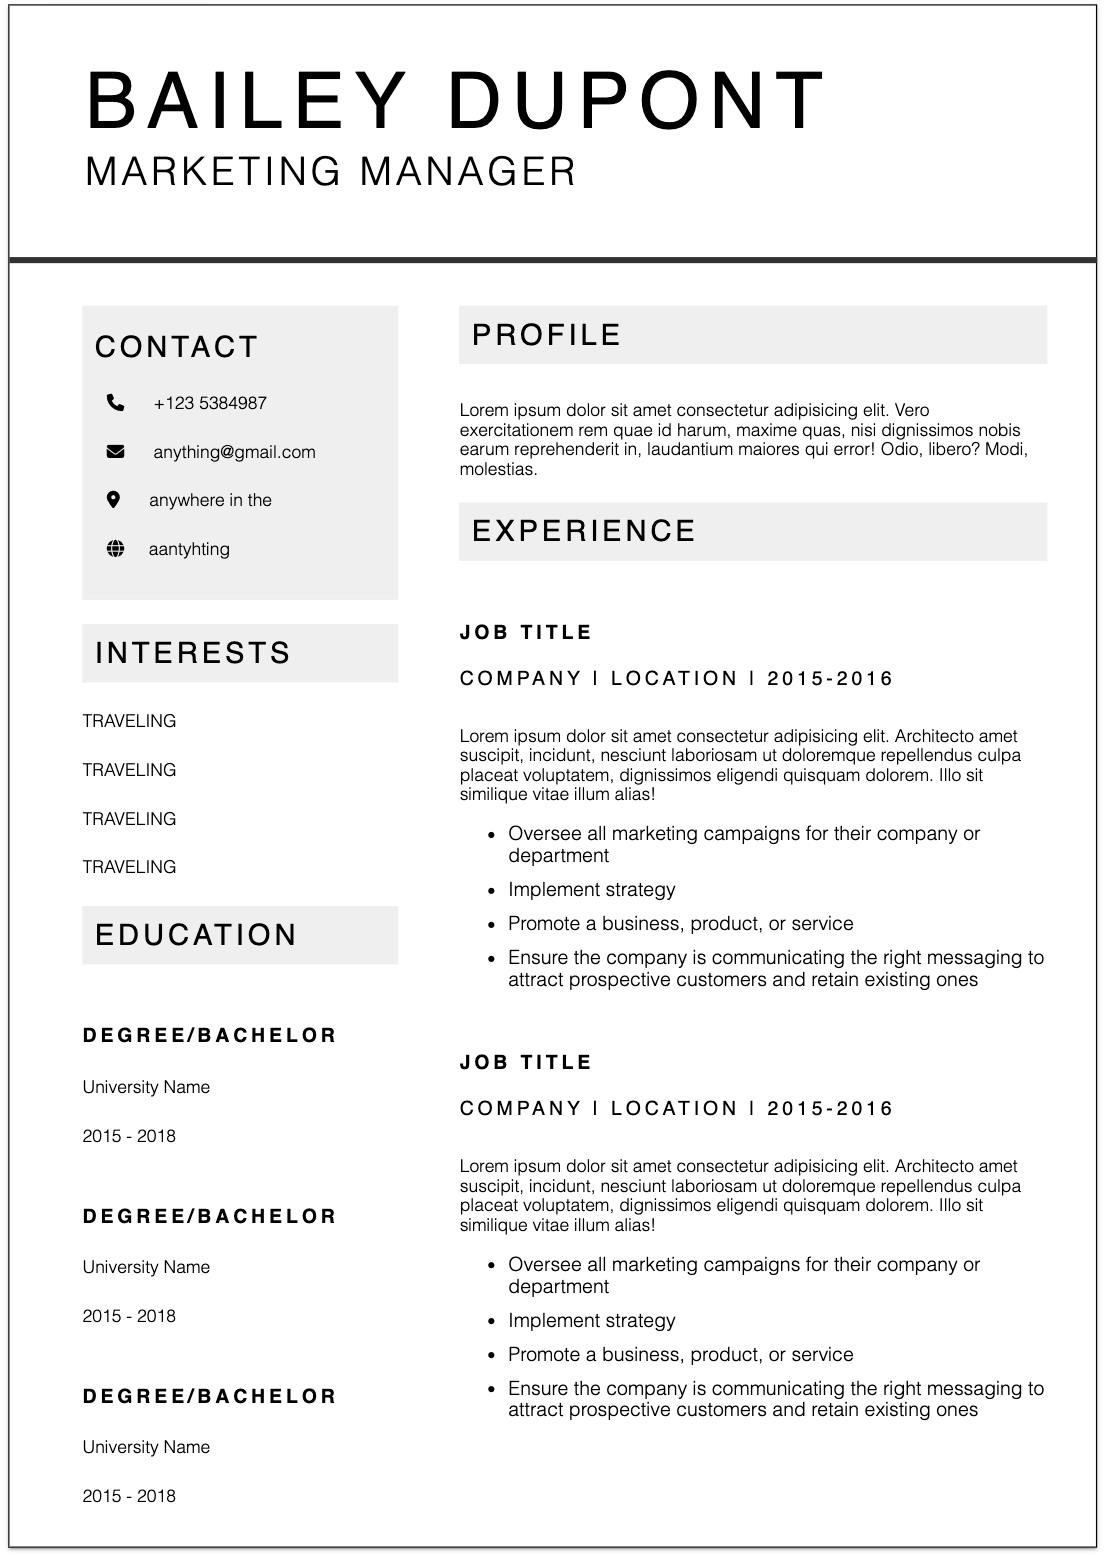 BAILEY DUPONT
MARKETING MANAGER
CONTACT
+123 5384987
anything@gmail.com
anywhere in the
aantyhting
INTERESTS
TRAVELING
TRAVELING
TRAVELING
TRAVELING
EDUCATION
DEGREE/BACHELOR
University Name
2015 - 2018
DEGREE/BACHELOR
University Name
2015 - 2018
DEGREE/BACHELOR
University Name
2015 - 2018
PROFILE
Lorem ipsum dolor sit amet consectetur adipisicing elit. Vero
exercitationem rem quae id harum, maxime quas, nisi dignissimos nobis
earum reprehenderit in, laudantium maiores qui error! Odio, libero? Modi,
molestias.
EXPERIENCE
JOB TITLE
COMPANY | LOCATION | 2015-2016
Lorem ipsum dolor sit amet consectetur adipisicing elit. Architecto amet
suscipit, incidunt, nesciunt laboriosam ut doloremque repellendus culpa
placeat voluptatem, dignissimos eligendi quisquam dolorem. Illo sit
similique vitae illum alias!
• Oversee all marketing campaigns for their company or
department
• Implement strategy
• Promote a business, product, or service
• Ensure the company is communicating the right messaging to
attract prospective customers and retain existing ones
JOB TITLE
COMPANY | LOCATION | 2015-2016
Lorem ipsum dolor sit amet consectetur adipisicing elit. Architecto amet
suscipit, incidunt, nesciunt laboriosam ut doloremque repellendus culpa
placeat voluptatem, dignissimos eligendi quisquam dolorem. Illo sit
similique vitae illum alias!
• Oversee all marketing campaigns for their company or
department
• Implement strategy
• Promote a business, product, or service
• Ensure the company is communicating the right messaging to
attract prospective customers and retain existing ones